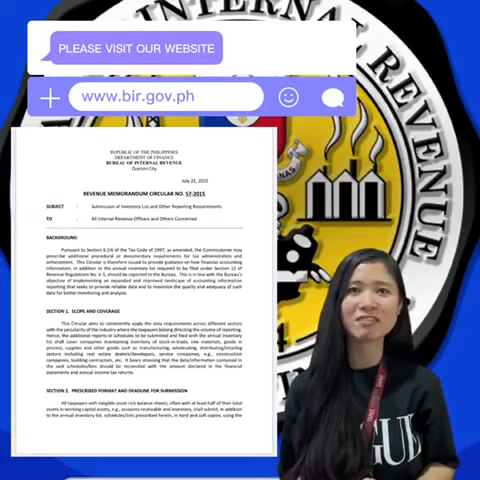 INTERNAL REVENUE
PLEASE VISIT OUR WEBSITE
www.bir.gov.ph
REPUBLIC OF THE PHILIPPINES
DEPARTMENT OF FINANCE
BUREAU OF INTERNAL REVENUE
Quezon City
July 22, 2015
REVENUE MEMORANDUM CIRCULAR NO. 57-2015
SUBJECT : Submission of Inventory List and Other Reporting Requirements
TO : All Internal Revenue Officers and Others Concerned
BACKGROUND:
Pursuant to Section 6 (H) of the Tax Code of 1997, as amended, the Commissioner may
prescribe additional procedural or documentary requirements for tax administration and
enforcement. This Circular is therefore issued to provide guidance on how finest accounting
information, in addition to the annual inventory list required to be filed under Section 13 of
Revenue Regulations No. V-1, should be reported to the Bureau. This is in line with the Bureau's
objective of implementing an expanded and improved landscape of accounting information
reporting that seeks to provide reliable data and to maximize the quality and adequacy of such
data for better monitoring and analysis.
SECTION 1. SCOPE AND COVERAGE
This Circular aims to consistently apply the data requirements across different sectors
with the peculiarity of the industry where the taxpayers belong directing the volume of reporting.
Hence, the additional reports or schedules to be submitted and filed with the annual inventory
list shall cover companies maintaining inventory of stock-in-trade, raw materials, goods in
process, supplies and other goods such as manufacturing, wholesaling, distributing/retailing
sectors including real estate dealers/developers, service companies, e.g., construction
companies, building contractors, etc. It bears stressing that the data/information contained in
the said schedules/lists should be reconciled with the amount declared in the financial
statements and annual income tax returns.
SECTION 2. PRESCRIBED FORMAT AND DEADLINE FOR SUBMISSION
All taxpayers with tangible asset-rich balance sheets, often with at least half of their total
assets in working capital assets, e.g., accounts receivable and inventory, shall submit, in addition
to the annual inventory list, schedules/lists prescribed herein, in hard and soft copies, using the